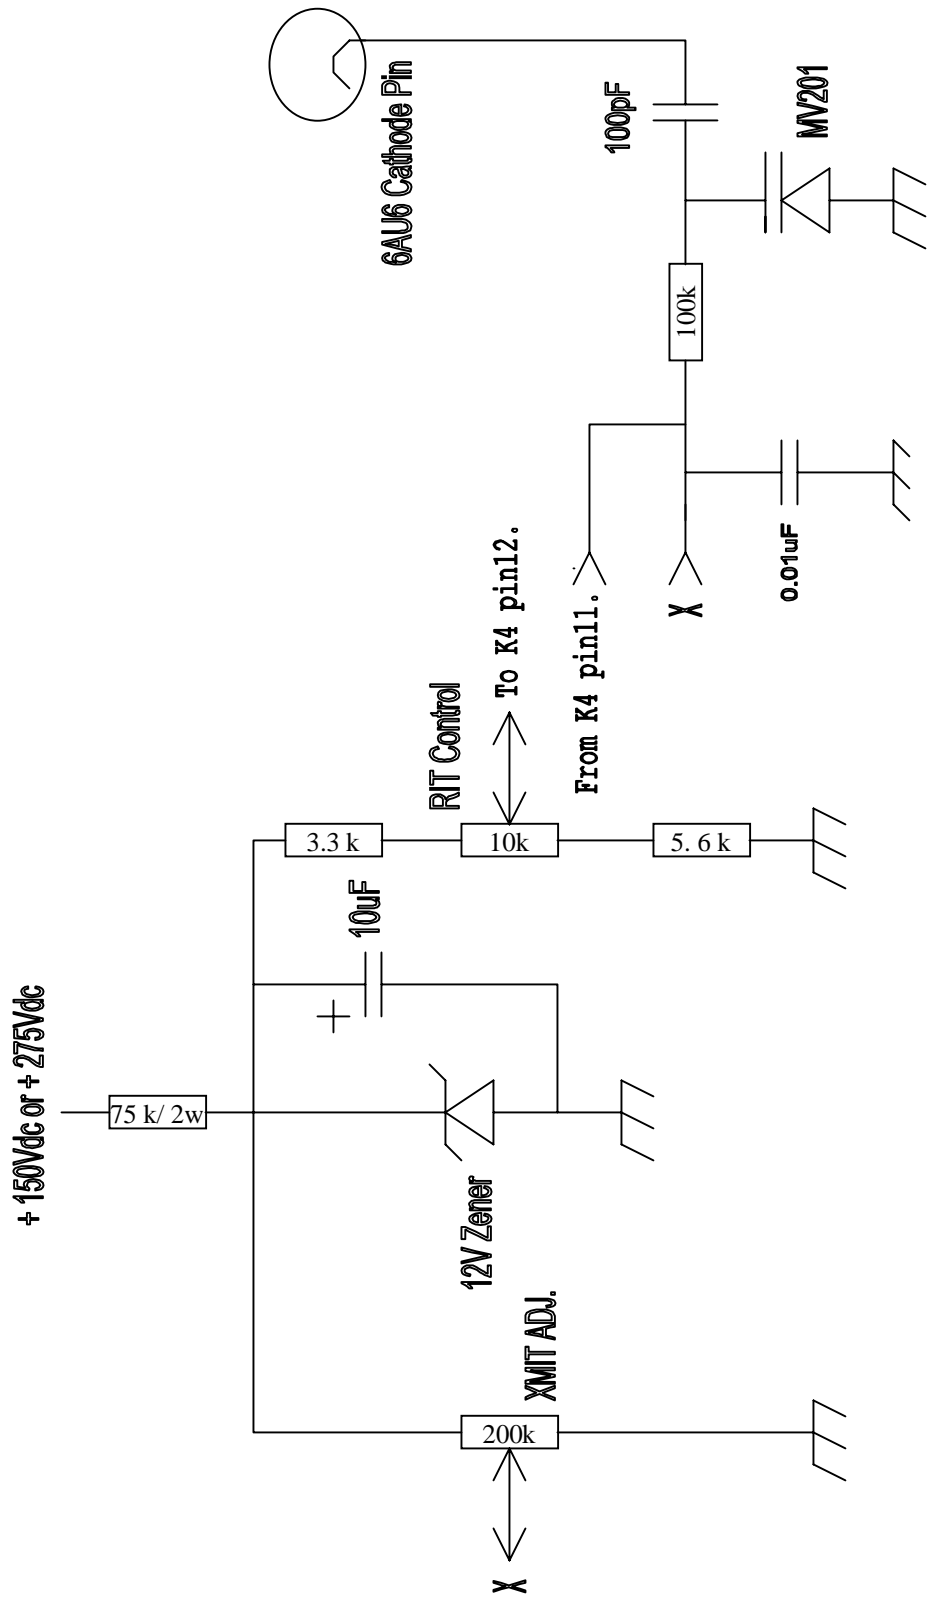 + 150Vdc or + 275Vdc
75 k/ 2w
6AU6 Cathode Pin
100pF
MV201
100k
To K4 pin12.
From K4 pin11.
X
0.01uF
RIT Control
3.3 k
10k
5. 6 k
10uF
+
12V Zener
XMIT ADJ.
200k
X